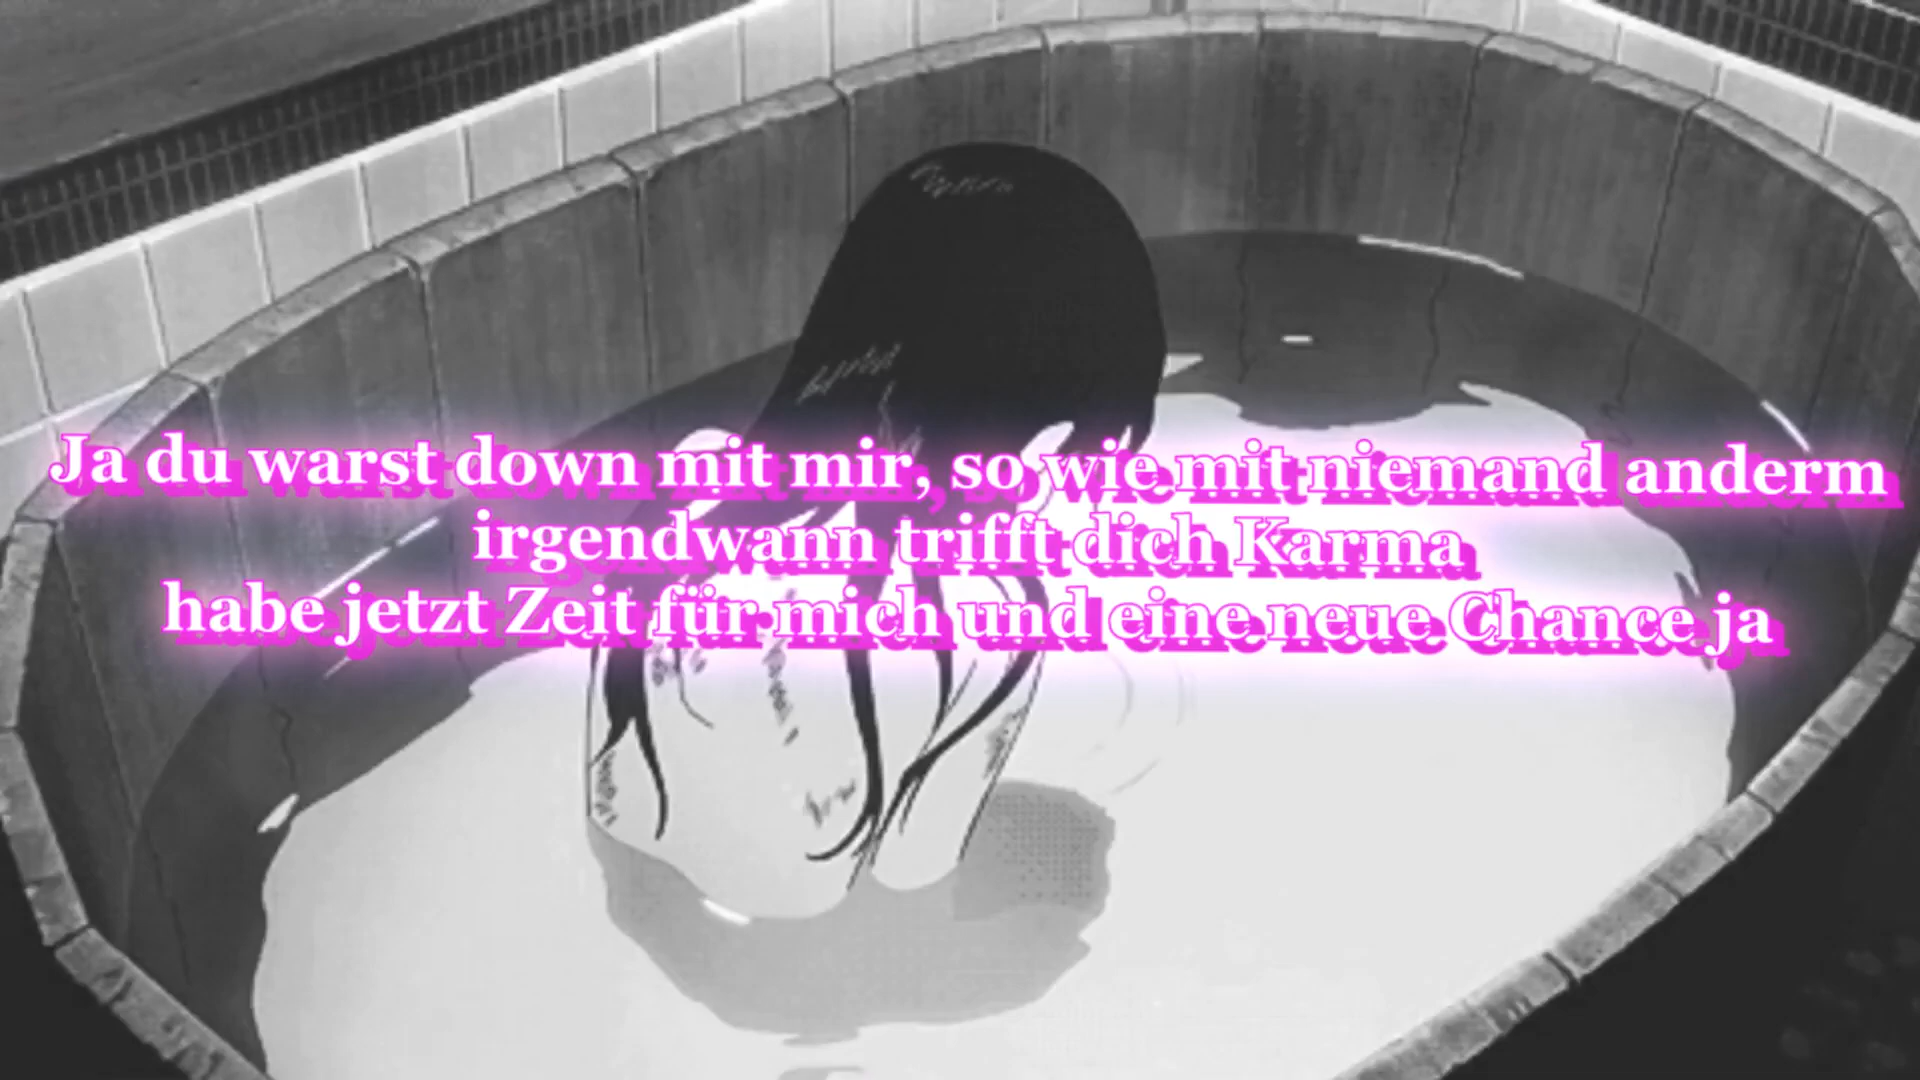 Ja du warst down mit mir, so wie mit niemand anderm
irgendwann trifft dich Karma
habe jetzt Zeit für mich und eine neue Chance ja